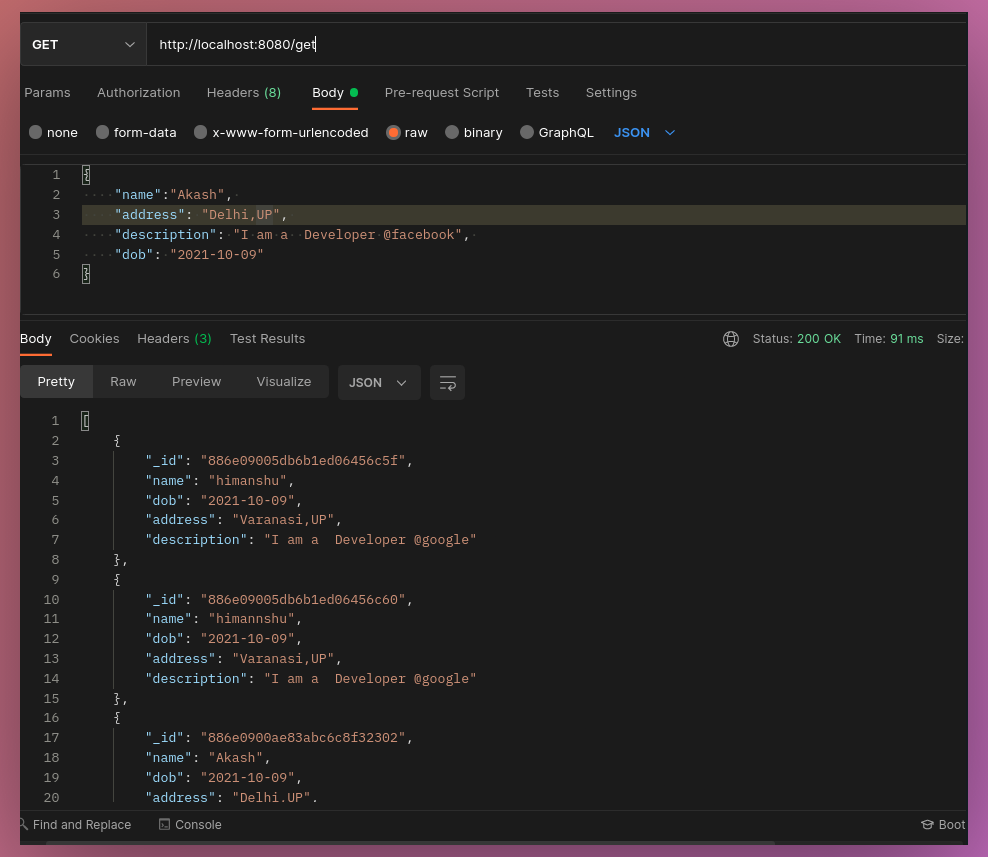 GET http://localhost:8080/get
Params Authorization Headers (8) Body Pre-request Script Tests Settings
none form-data x-www-form-urlencoded raw binary GraphQL JSON
1 {
2 "name":"Akash",
3 "address": "Delhi,UP",
4 "description": "I am a  Developer @facebook",
5 "dob": "2021-10-09"
6 }
Body Cookies Headers (3) Test Results Status: 200 OK Time: 91 ms Size:
Pretty Raw Preview Visualize JSON
1 [
2 {
3 "_id": "886e09005db6b1ed06456c5f",
4 "name": "himanshu",
5 "dob": "2021-10-09",
6 "address": "Varanasi,UP",
7 "description": "I am a  Developer @google"
8 },
9 {
10 "_id": "886e09005db6b1ed06456c60",
11 "name": "himannshu",
12 "dob": "2021-10-09",
13 "address": "Varanasi,UP",
14 "description": "I am a  Developer @google"
15 },
16 {
17 "_id": "886e0900ae83abc6c8f32302",
18 "name": "Akash",
19 "dob": "2021-10-09",
20 "address": "Delhi.UP".
Find and Replace Console Boot